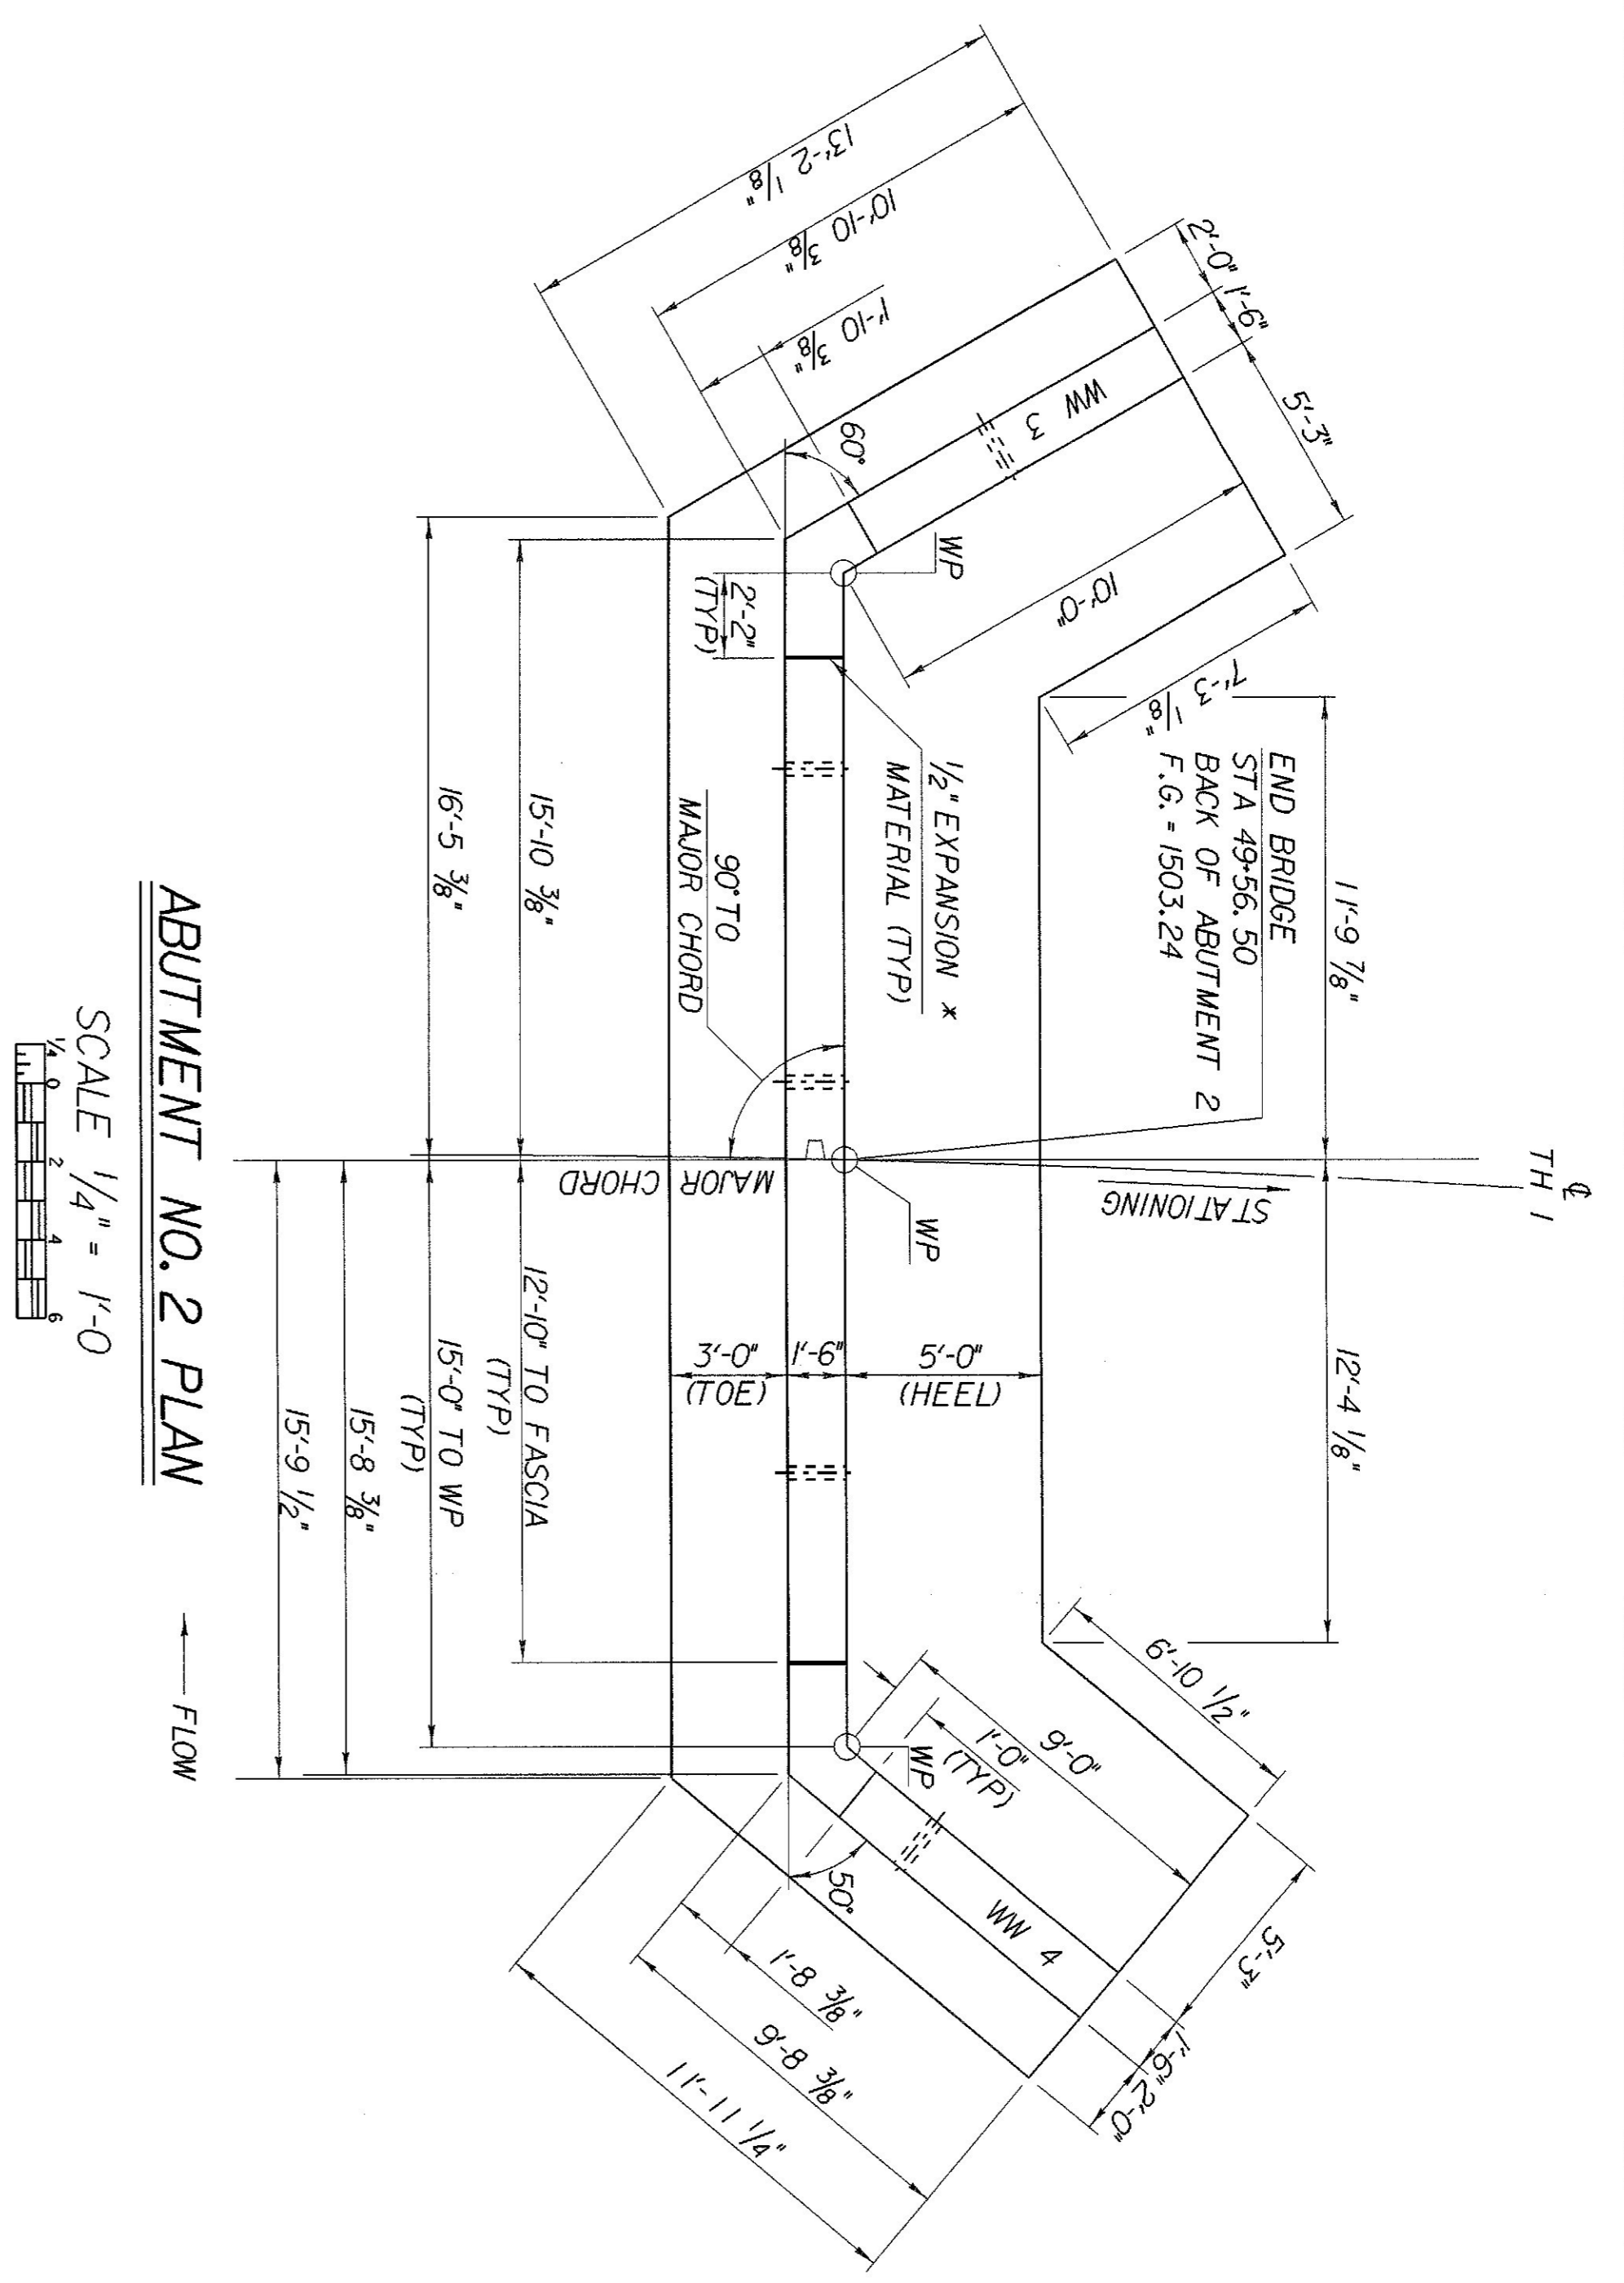 ℄
TH 1
STATIONING
END BRIDGE
STA 49+56.50
BACK OF ABUTMENT 2
F.G. = 1503.24
11'-9 7/8"
12'-4 1/8"
2'-0"
1'-6"
5'-3"
WW 3
10'-0"
7'-3 1/8"
13'-2 1/8"
10'-10 3/8"
1'-10 3/8"
60°
WP
2'-2"
(TYP)
1/2" EXPANSION *
MATERIAL (TYP)
90° TO
MAJOR CHORD
MAJOR CHORD
WP
5'-0"
(HEEL)
1'-6"
3'-0"
(TOE)
6'-10 1/2"
9'-0"
1'-0"
(TYP)
WP
50°
WW 4
5'-3"
1'-6"
2'-0"
1'-8 3/8"
9'-8 3/8"
11'-11 1/4"
15'-10 3/8"
16'-5 3/8"
12'-10" TO FASCIA
(TYP)
15'-0" TO WP
(TYP)
15'-8 3/8"
15'-9 1/2"
FLOW
ABUTMENT NO. 2 PLAN
SCALE 1/4" = 1'-0
1/4 0 2 4 6